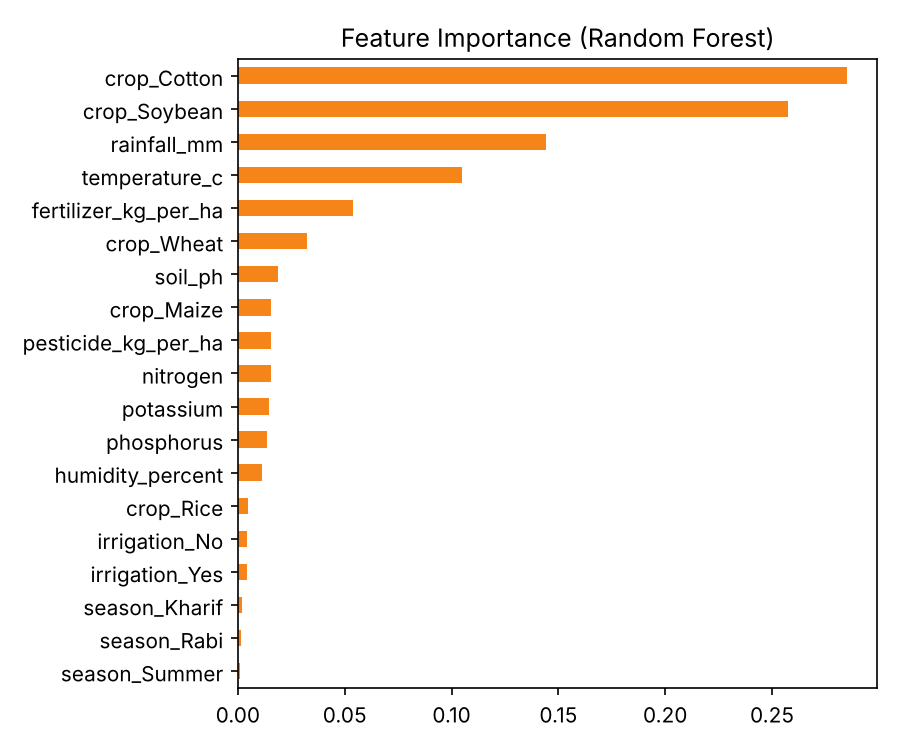 Feature Importance (Random Forest)
crop_Cotton
crop_Soybean
rainfall_mm
temperature_c
fertilizer_kg_per_ha
crop_Wheat
soil_ph
crop_Maize
pesticide_kg_per_ha
nitrogen
potassium
phosphorus
humidity_percent
crop_Rice
irrigation_No
irrigation_Yes
season_Kharif
season_Rabi
season_Summer
0.00 0.05 0.10 0.15 0.20 0.25